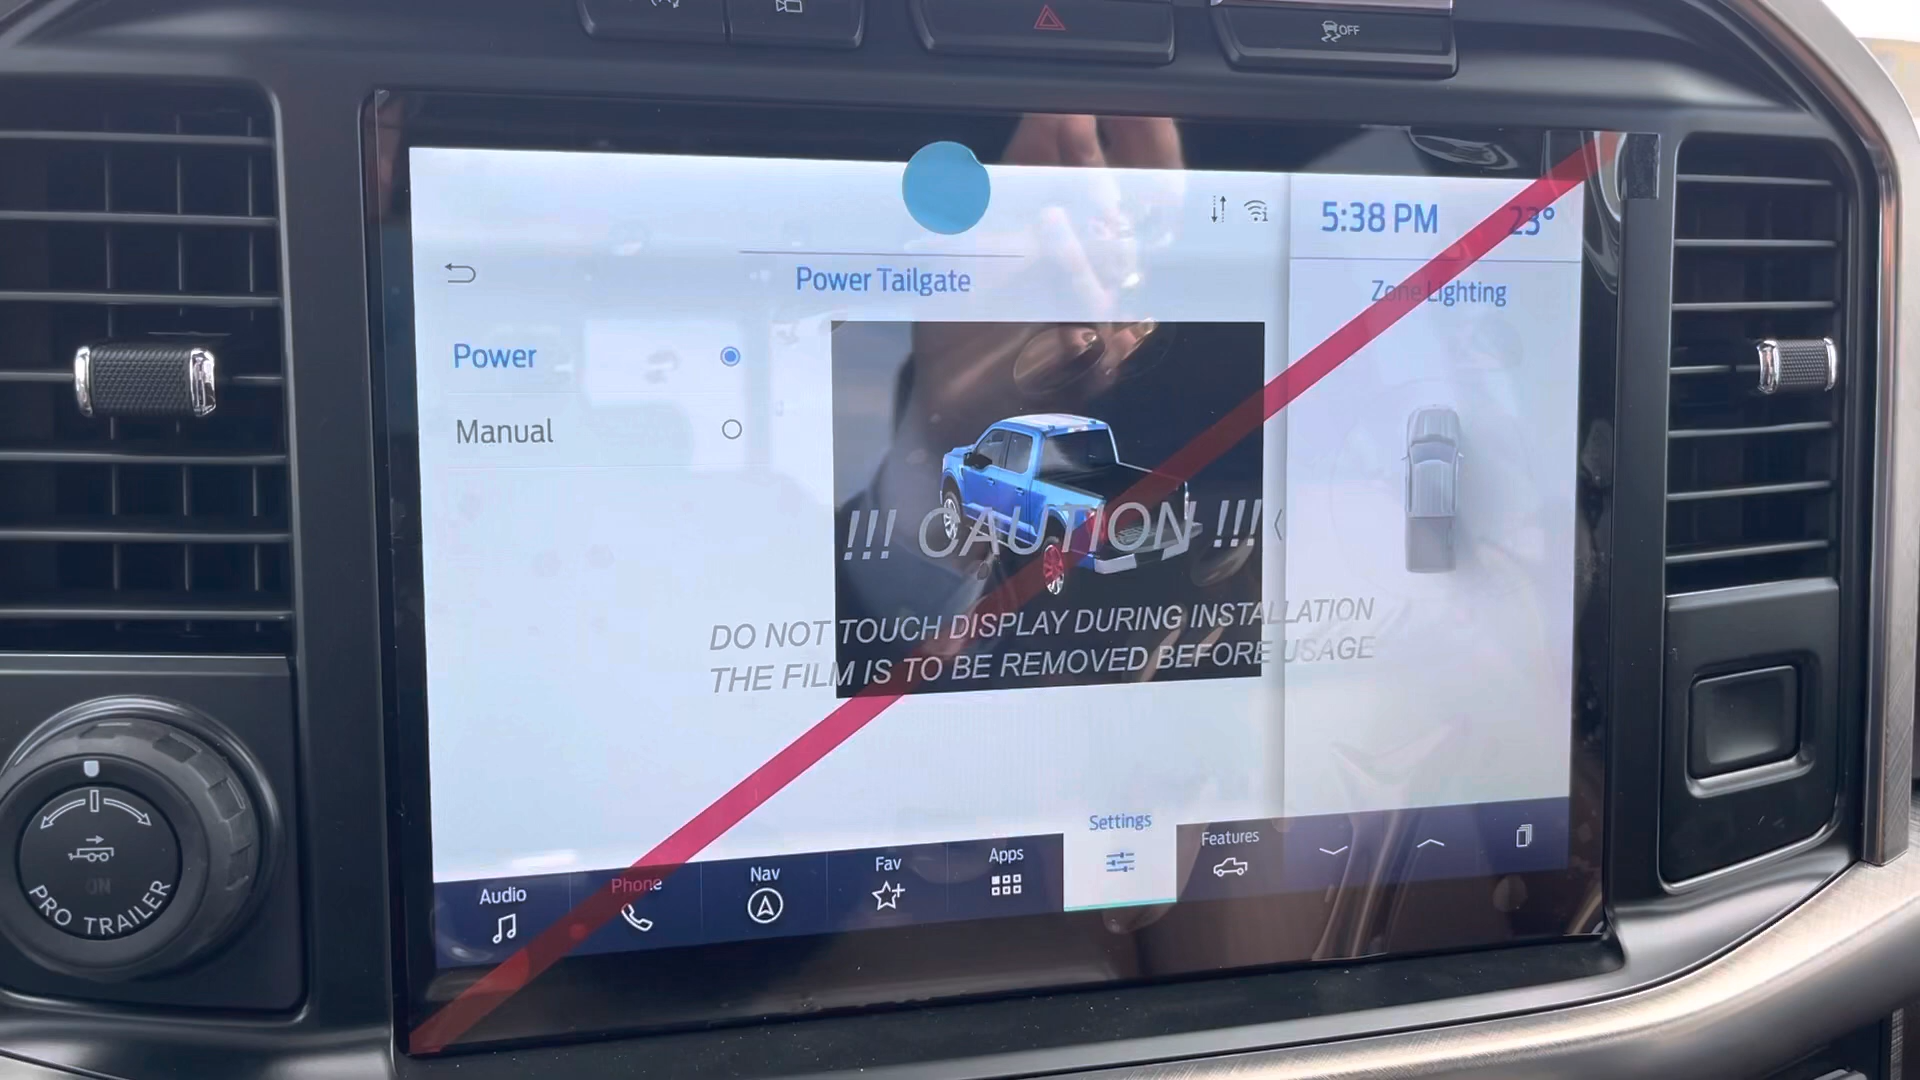 OFF
5:38 PM 23°
Power Tailgate
Zone Lighting
Power
Manual
!!! CAUTION !!!
DO NOT TOUCH DISPLAY DURING INSTALLATION
THE FILM IS TO BE REMOVED BEFORE USAGE
Settings
Audio
Phone
Nav
Fav
Apps
Features
ON
PRO TRAILER